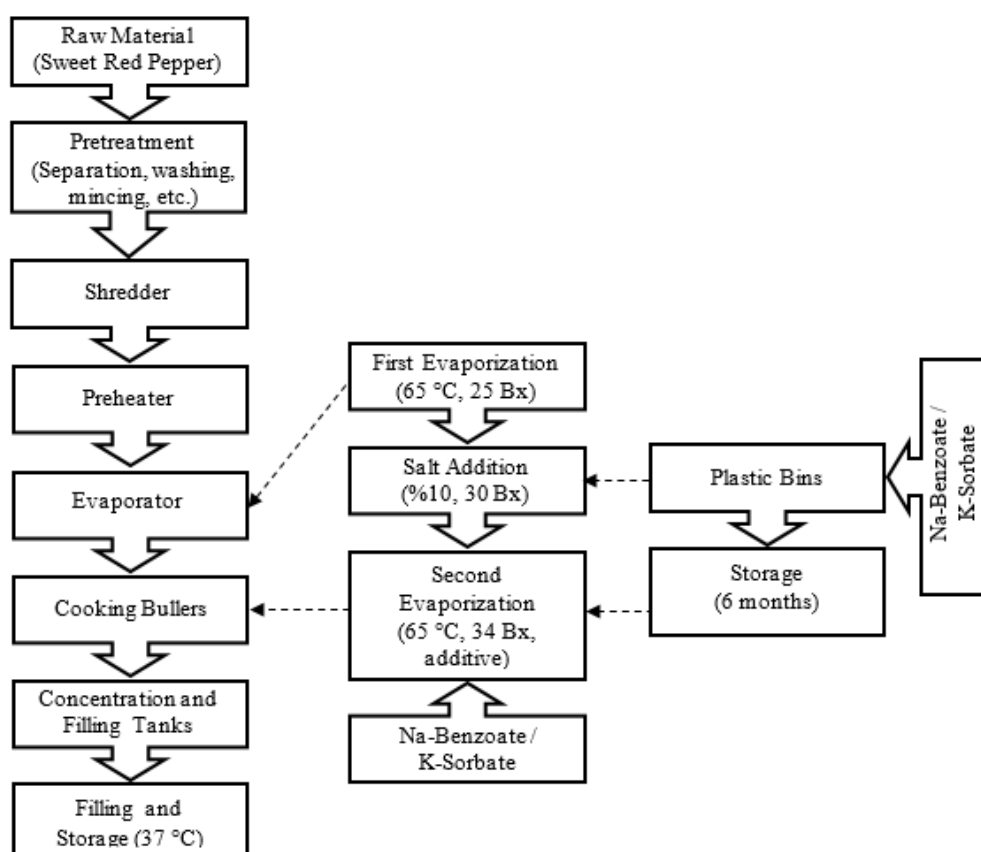 Raw Material
(Sweet Red Pepper)
Pretreatment
(Separation, washing,
mincing, etc.)
Shredder
Preheater
Evaporator
Cooking Bullers
Concentration and
Filling Tanks
Filling and
Storage (37 °C)
First Evaporization
(65 °C, 25 Bx)
Salt Addition
(%10, 30 Bx)
Second
Evaporization
(65 °C, 34 Bx,
additive)
Na-Benzoate /
K-Sorbate
Plastic Bins
Storage
(6 months)
Na-Benzoate /
K-Sorbate